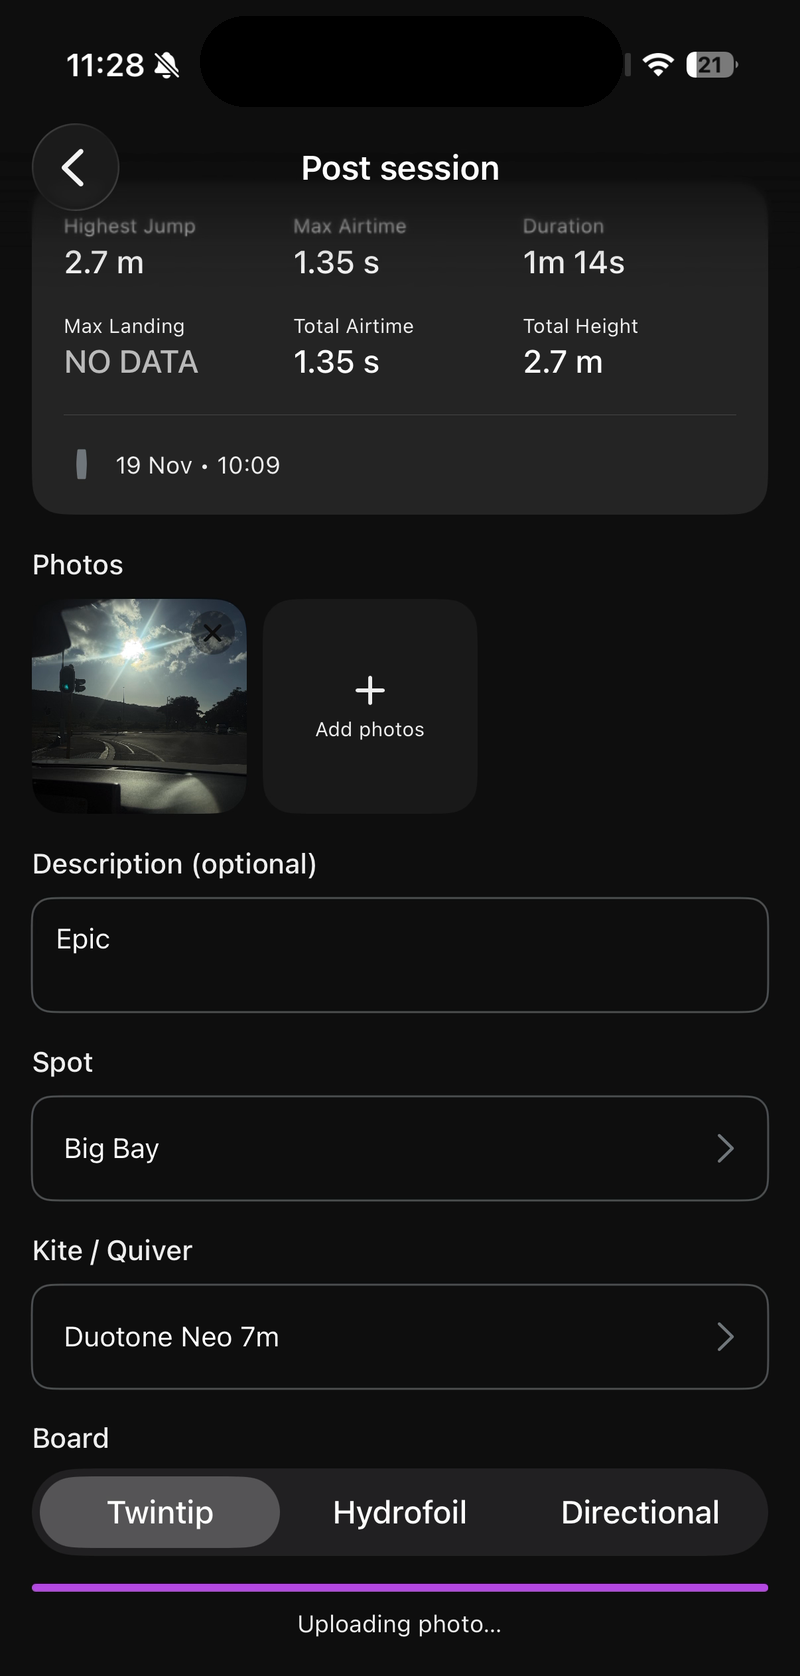 11:28
21
Post session
Highest Jump Max Airtime Duration
2.7 m 1.35 s 1m 14s
Max Landing Total Airtime Total Height
NO DATA 1.35 s 2.7 m
19 Nov • 10:09
Photos
Add photos
Description (optional)
Epic
Spot
Big Bay
Kite / Quiver
Duotone Neo 7m
Board
Twintip Hydrofoil Directional
Uploading photo...